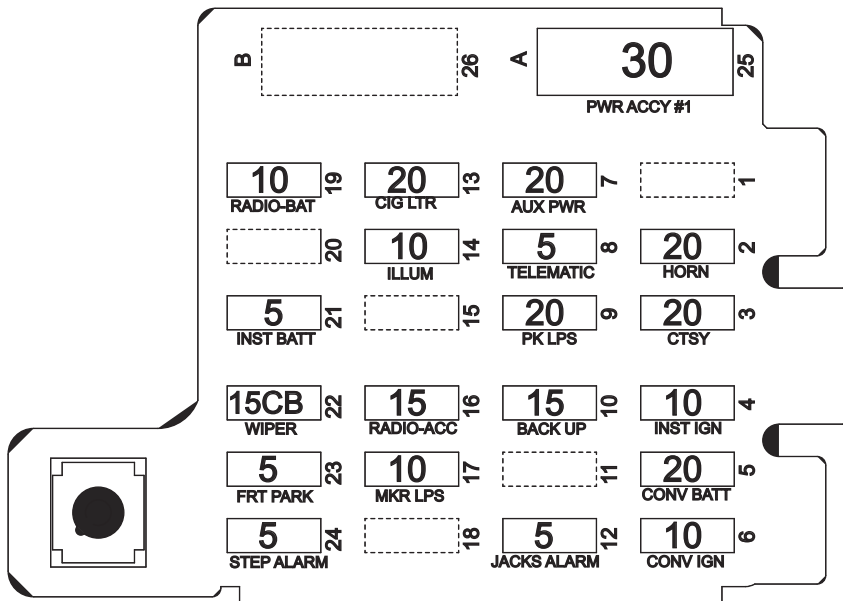 B 26 A 30 25
PWR ACCY #1
10 19 20 13 20 7 1
RADIO-BAT CIG LTR AUX PWR
20 10 14 5 8 20 2
ILLUM TELEMATIC HORN
5 21 15 20 9 20 3
INST BATT PK LPS CTSY
15CB 22 15 16 15 10 10 4
WIPER RADIO-ACC BACK UP INST IGN
5 23 10 17 11 20 5
FRT PARK MKR LPS CONV BATT
5 24 18 5 12 10 6
STEP ALARM JACKS ALARM CONV IGN